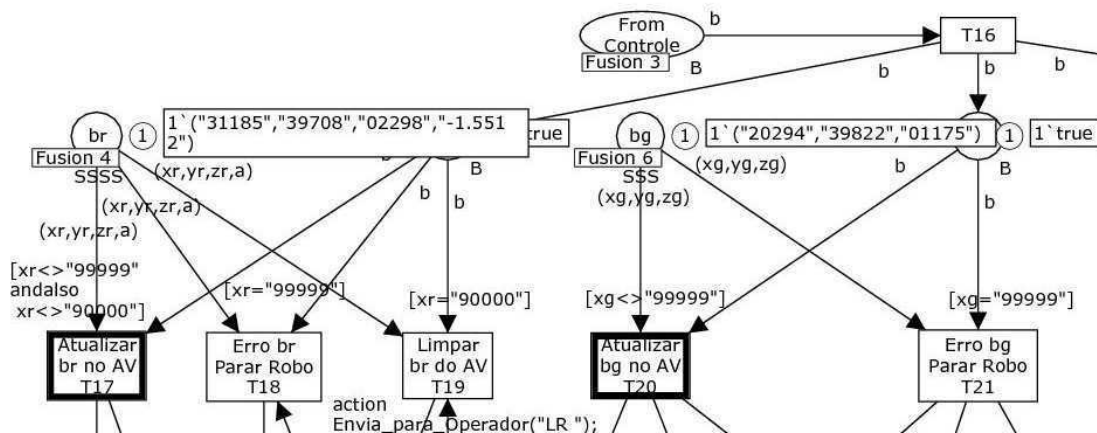 From
Controle
Fusion 3
B
b
T16
b
b
b
br
Fusion 4
SSSS
1
1`("31185","39708","02298","-1.551
2")
true
b
B
b
b
(xr,yr,zr,a)
(xr,yr,zr,a)
(xr,yr,zr,a)
bg
Fusion 6
SSS
1
1`("20294","39822","01175")
1
1`true
B
(xg,yg,zg)
(xg,yg,zg)
b
b
[xr<>"99999"
andalso
xr<>"90000"]
[xr="99999"]
[xr="90000"]
[xg<>"99999"]
[xg="99999"]
Atualizar
br no AV
T17
Erro br
Parar Robo
T18
Limpar
br do AV
T19
Atualizar
bg no AV
T20
Erro bg
Parar Robo
T21
action
Envia_para_Operador("LR ");